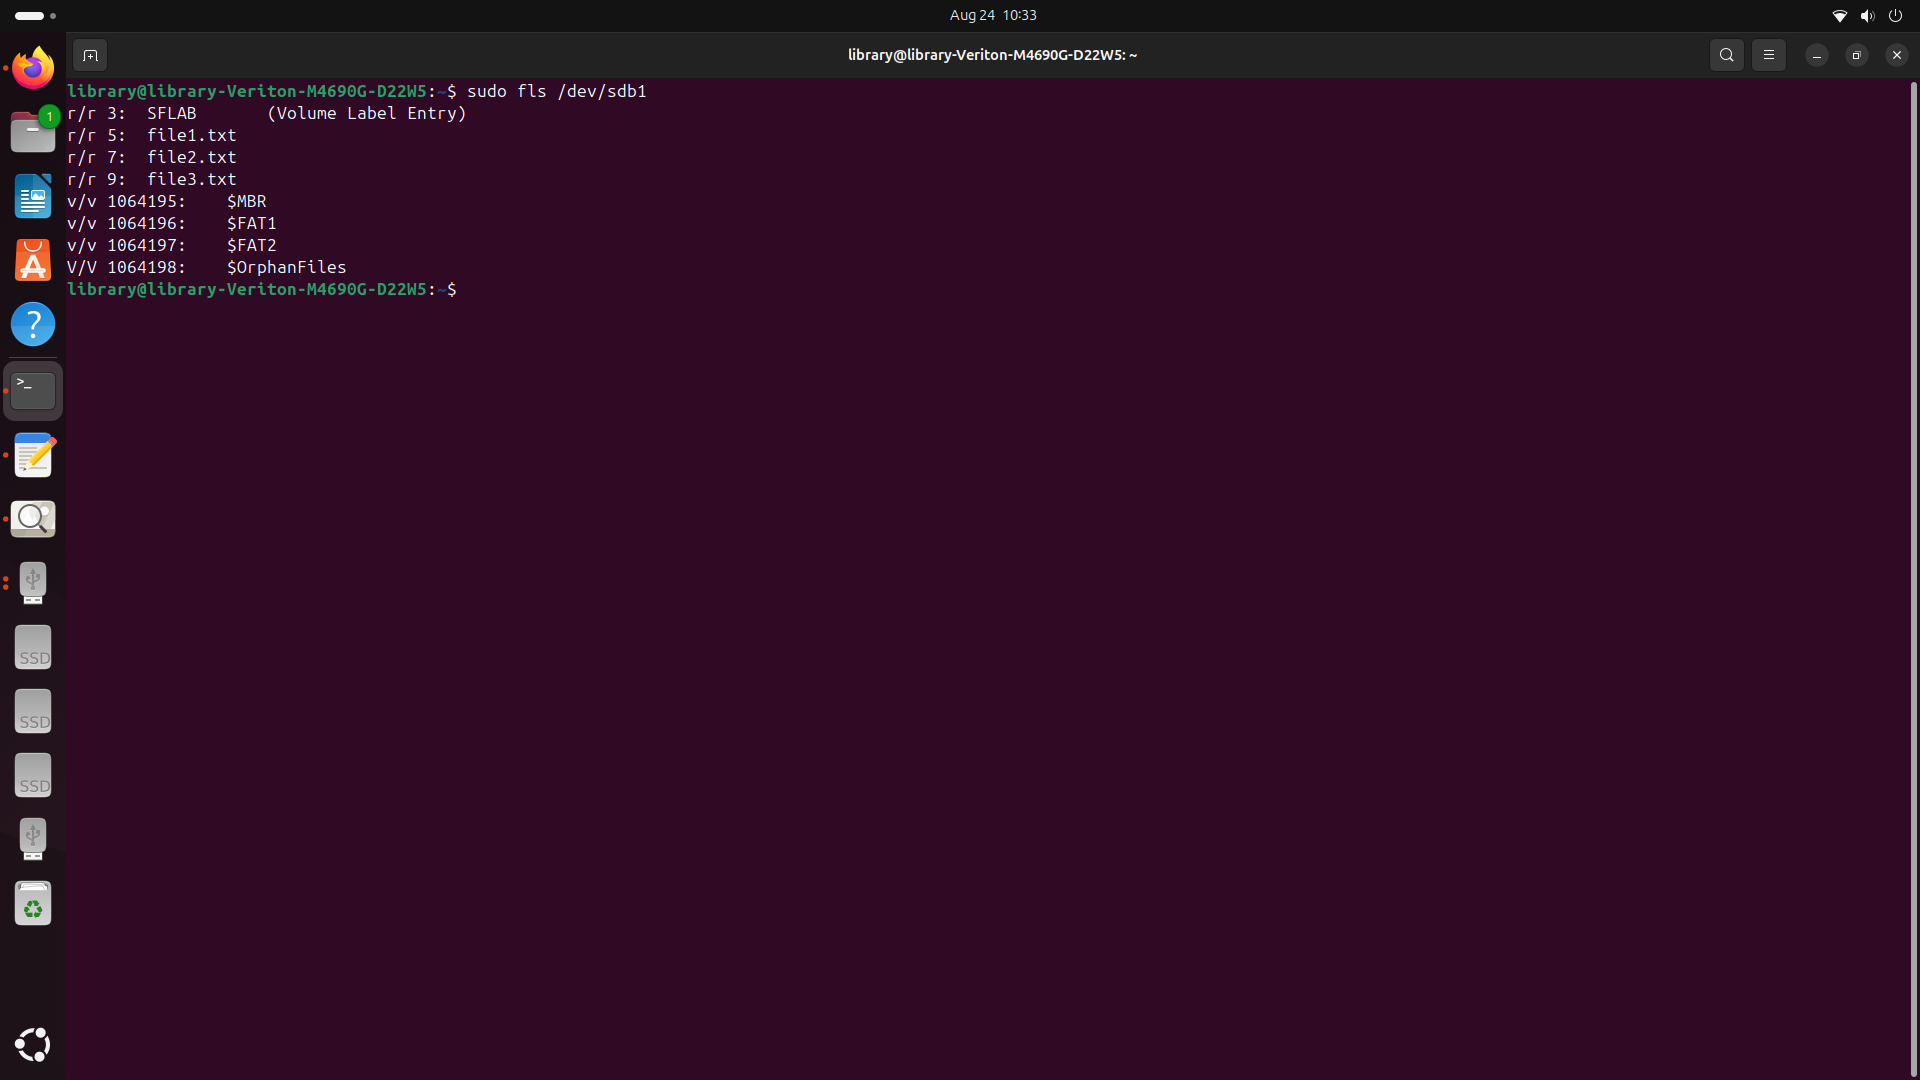 Aug 24 10:33
library@library-Veriton-M4690G-D22W5: ~
library@library-Veriton-M4690G-D22W5:~$ sudo fls /dev/sdb1
r/r 3:  SFLAB       (Volume Label Entry)
r/r 5:  file1.txt
r/r 7:  file2.txt
r/r 9:  file3.txt
v/v 1064195:    $MBR
v/v 1064196:    $FAT1
v/v 1064197:    $FAT2
V/V 1064198:    $OrphanFiles
library@library-Veriton-M4690G-D22W5:~$
1
A
?
>_
SSD
SSD
SSD